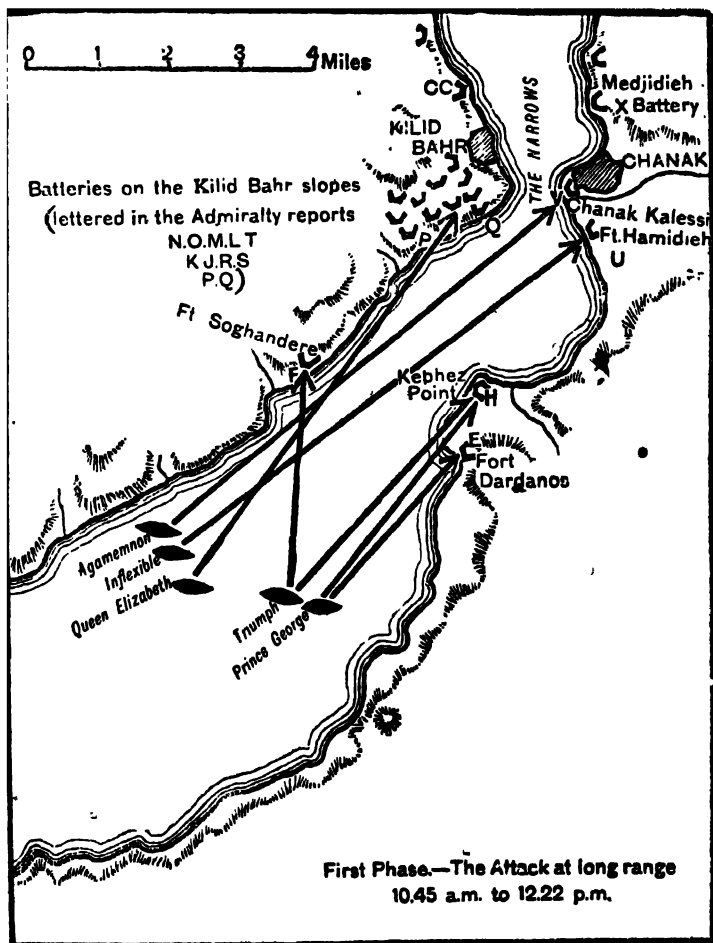 0 1 2 3 4 Miles
CC
THE NARROWS
Medjidieh
X Battery
KILID
BAHR
CHANAK
Batteries on the Kilid Bahr slopes
(lettered in the Admiralty reports
N.O.M.L T
K J.R.S
P.Q)
P
Q
Chanak Kalessi
Ft. Hamidieh
U
Ft Soghandere
F
Kephez
Point
H
E
Fort
Dardanos
Agamemnon
Inflexible
Queen Elizabeth
Triumph
Prince George
First Phase.—The Attack at long range
10.45 a.m. to 12.22 p.m.